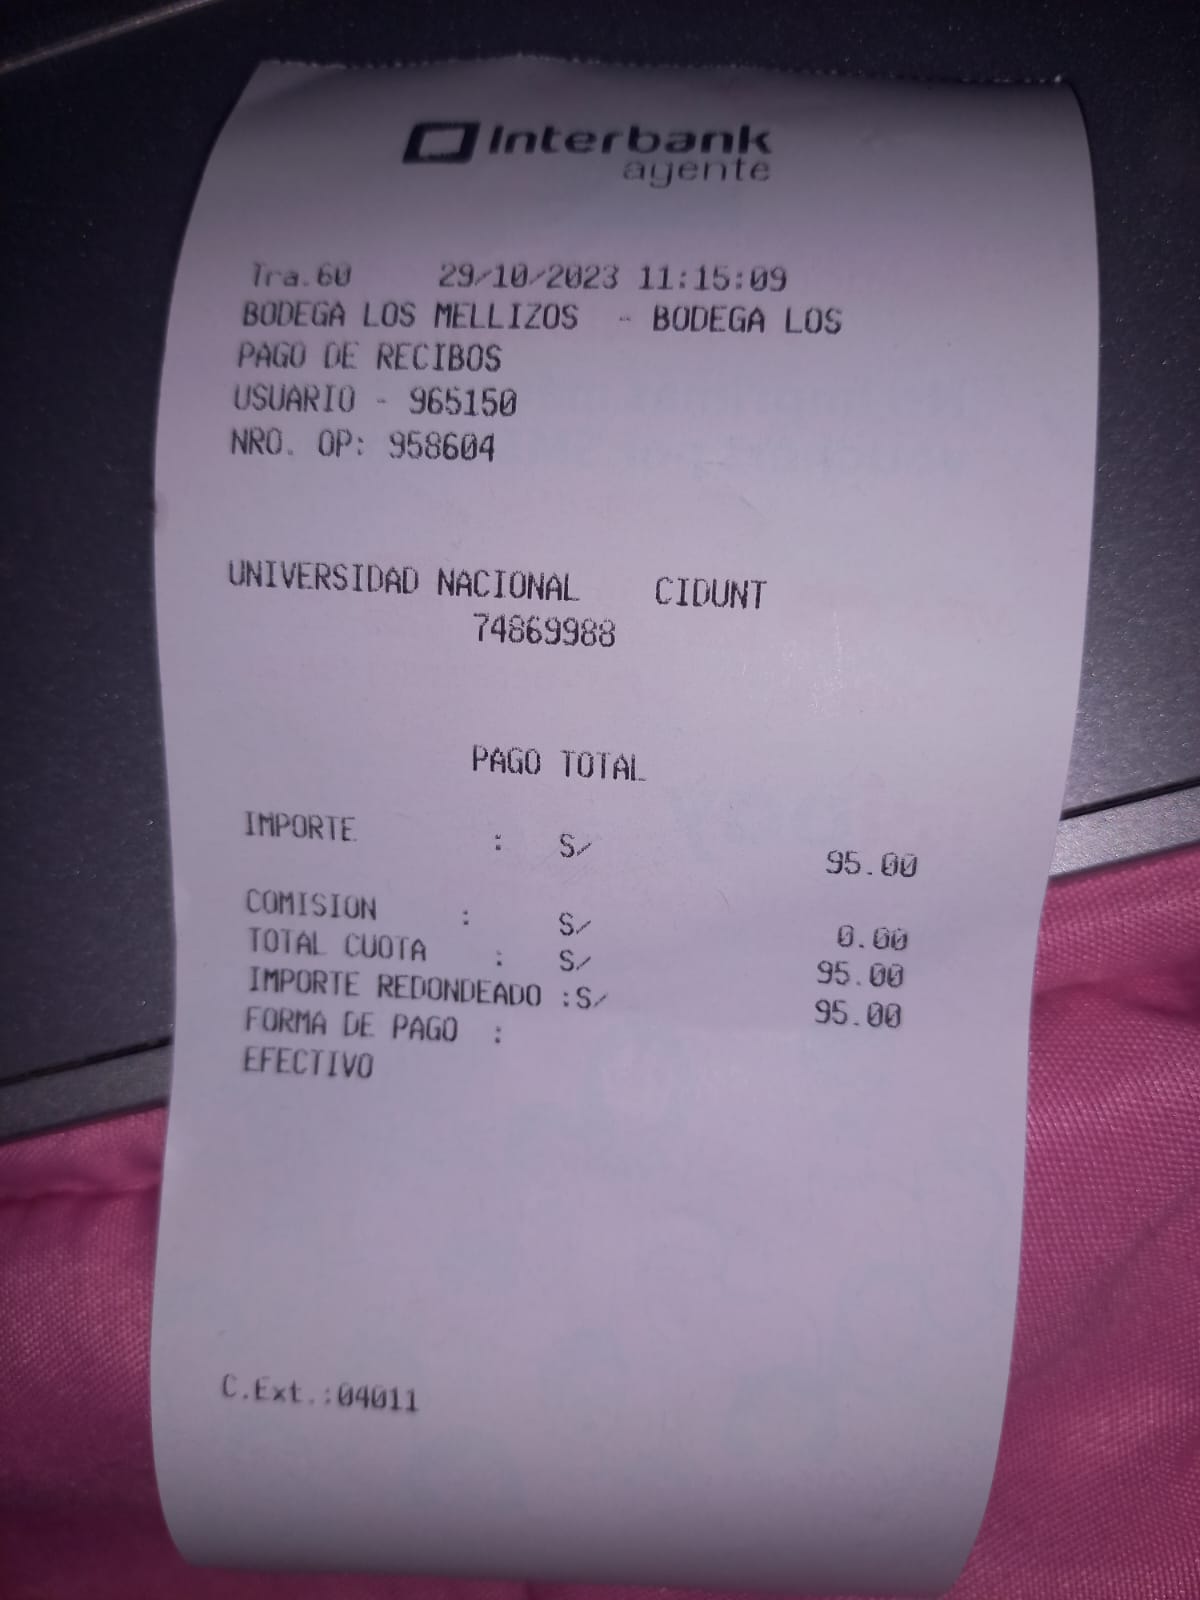 Interbank
agente
Tra.60 29/10/2023 11:15:09
BODEGA LOS MELLIZOS - BODEGA LOS
PAGO DE RECIBOS
USUARIO - 965150
NRO. OP: 958604
UNIVERSIDAD NACIONAL CIDUNT
74869988
PAGO TOTAL
IMPORTE : S/ 95.00
COMISION : S/ 0.00
TOTAL CUOTA : S/ 95.00
IMPORTE REDONDEADO :S/ 95.00
FORMA DE PAGO :
EFECTIVO
C.Ext.:04011